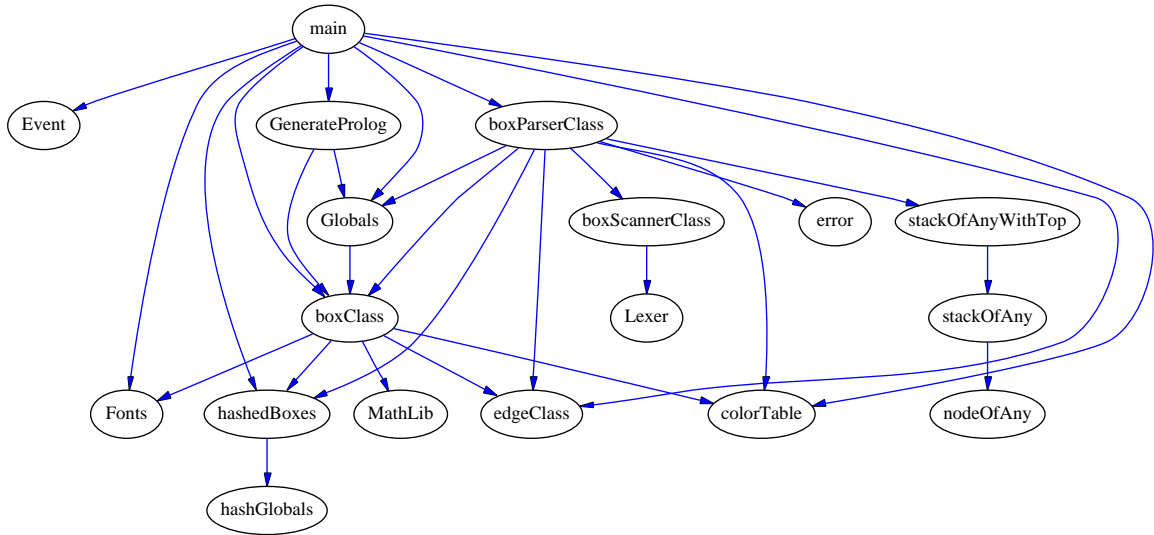 main
Event
GenerateProlog
boxParserClass
Globals
boxScannerClass
error
stackOfAnyWithTop
boxClass
Lexer
stackOfAny
Fonts
hashedBoxes
MathLib
edgeClass
colorTable
nodeOfAny
hashGlobals